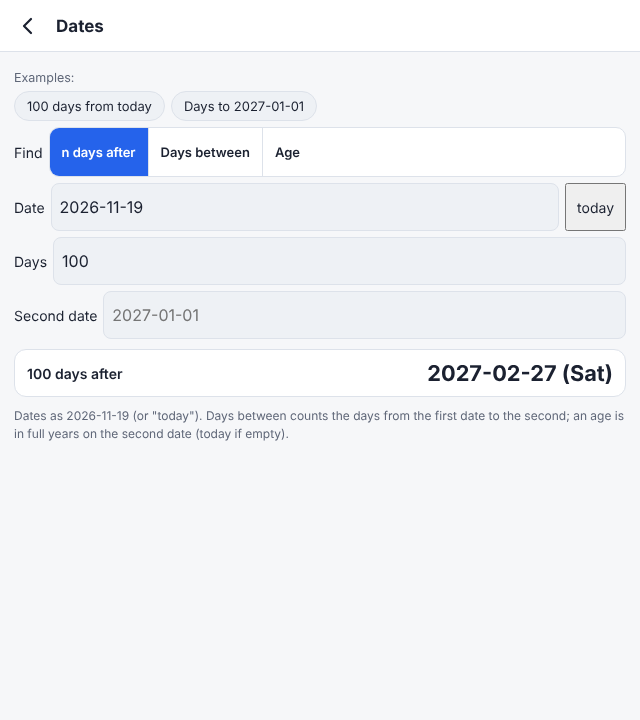 Dates
Examples:
100 days from today
Days to 2027-01-01
Find
n days after
Days between
Age
Date
2026-11-19
today
Days
100
Second date
2027-01-01
100 days after
2027-02-27 (Sat)
Dates as 2026-11-19 (or "today"). Days between counts the days from the first date to the second; an age is
in full years on the second date (today if empty).